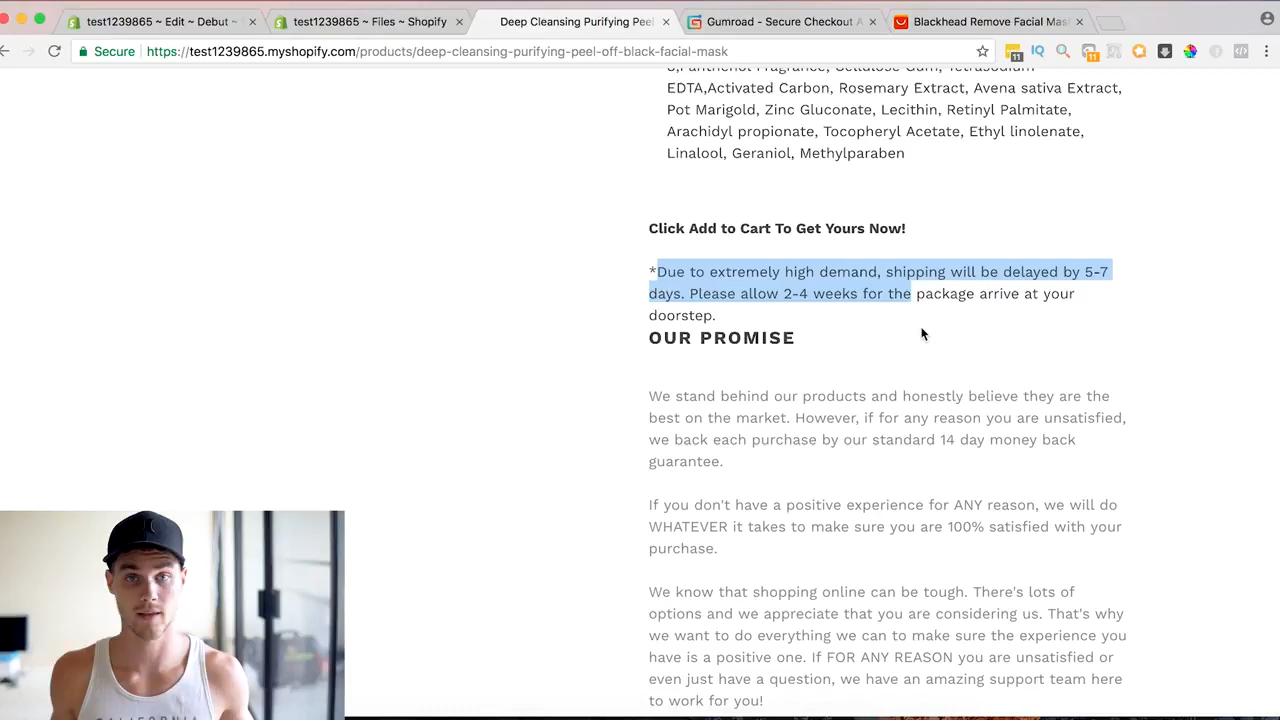 test1239865 ~ Edit ~ Debut ~
test1239865 ~ Files ~ Shopify
Deep Cleansing Purifying Peel
Gumroad - Secure Checkout A
Blackhead Remove Facial Mas
Secure
https://test1239865.myshopify.com/products/deep-cleansing-purifying-peel-off-black-facial-mask
IQ
11
11
S,Panthenol Fragrance, Cellulose Gum, Tetrasodium
EDTA,Activated Carbon, Rosemary Extract, Avena sativa Extract,
Pot Marigold, Zinc Gluconate, Lecithin, Retinyl Palmitate,
Arachidyl propionate, Tocopheryl Acetate, Ethyl linolenate,
Linalool, Geraniol, Methylparaben
Click Add to Cart To Get Yours Now!
*Due to extremely high demand, shipping will be delayed by 5-7
days. Please allow 2-4 weeks for the package arrive at your
doorstep.
OUR PROMISE
We stand behind our products and honestly believe they are the
best on the market. However, if for any reason you are unsatisfied,
we back each purchase by our standard 14 day money back
guarantee.
If you don't have a positive experience for ANY reason, we will do
WHATEVER it takes to make sure you are 100% satisfied with your
purchase.
We know that shopping online can be tough. There's lots of
options and we appreciate that you are considering us. That's why
we want to do everything we can to make sure the experience you
have is a positive one. If FOR ANY REASON you are unsatisfied or
even just have a question, we have an amazing support team here
to work for you!
CALIFORNIA